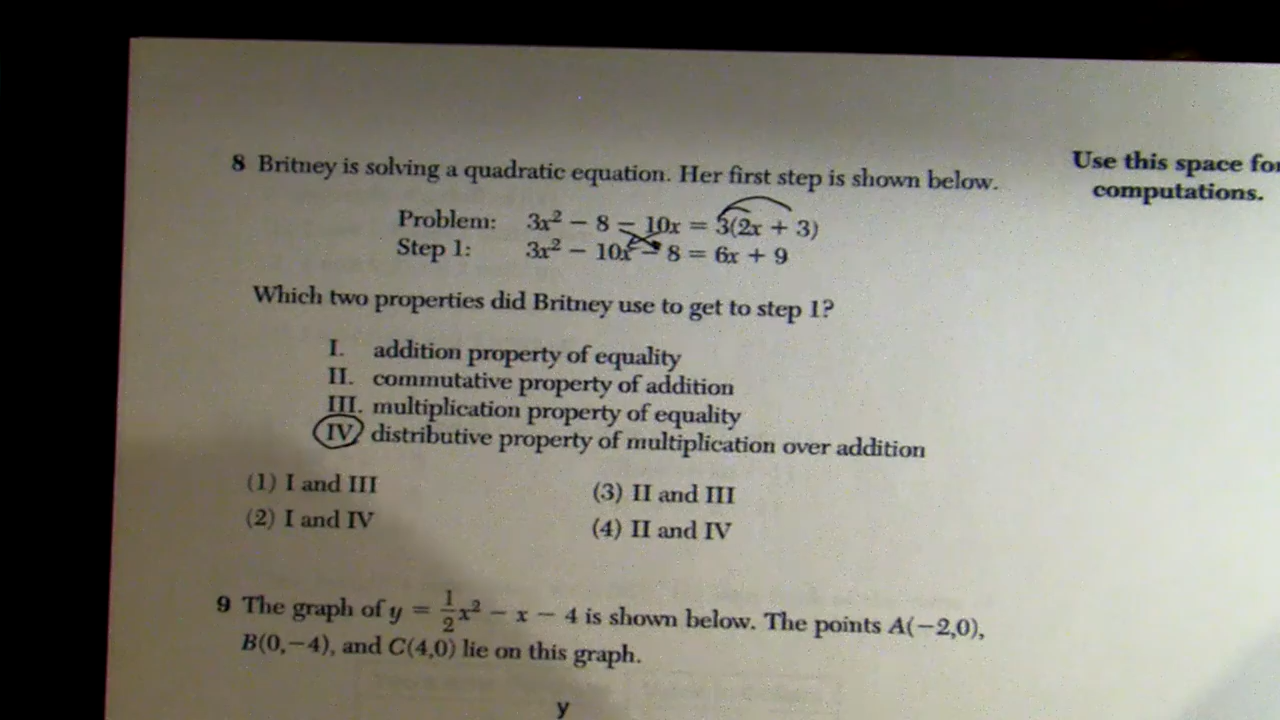 8 Britney is solving a quadratic equation. Her first step is shown below.
Use this space for
computations.
Problem: 3x² − 8 − 10x = 3(2x + 3)
Step 1: 3x² − 10x − 8 = 6x + 9
Which two properties did Britney use to get to step 1?
I. addition property of equality
II. commutative property of addition
III. multiplication property of equality
IV. distributive property of multiplication over addition
(1) I and III (3) II and III
(2) I and IV (4) II and IV
9 The graph of y = 1/2 x² − x − 4 is shown below. The points A(−2,0),
B(0,−4), and C(4,0) lie on this graph.
y